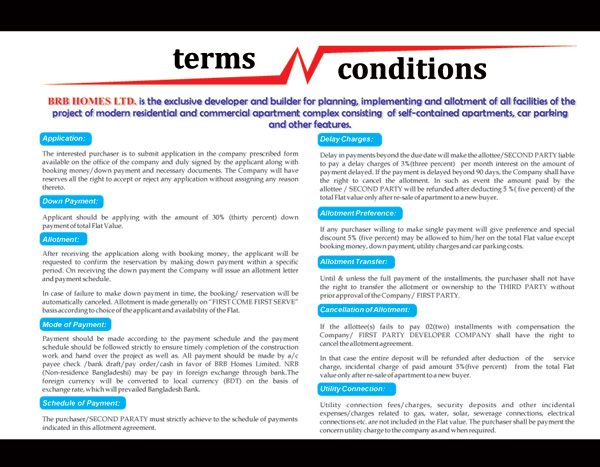 terms
conditions
BRB HOMES LTD. is the exclusive developer and builder for planning, implementing and allotment of all facilities of the
project of modern residential and commercial apartment complex consisting of self-contained apartments, car parking
and other features.
Application:
The interested purchaser is to submit application in the company prescribed form
available on the office of the company and duly signed by the applicant along with
booking money/down payment and necessary documents. The Company will have
reserves all the right to accept or reject any application without assigning any reason
thereto.
Down Payment:
Applicant should be applying with the amount of 30% (thirty percent) down
payment of total Flat Value.
Allotment:
After receiving the application along with booking money, the applicant will be
requested to confirm the reservation by making down payment within a specific
period. On receiving the down payment the Company will issue an allotment letter
and payment schedule.
In case of failure to make down payment in time, the booking/ reservation will be
automatically canceled. Allotment is made generally on "FIRST COME FIRST SERVE"
basis according to choice of the applicant and availability of the Flat.
Mode of Payment:
Payment should be made according to the payment schedule and the payment
schedule should be followed strictly to ensure timely completion of the construction
work and hand over the project as well as. All payment should be made by a/c
payee check /bank draft/pay order/cash in favor of BRB Homes Limited. NRB
(Non-residence Bangladeshi) may be pay in foreign exchange through bank.The
foreign currency will be converted to local currency (BDT) on the basis of
exchange rate, which will prevailed Bangladesh Bank.
Schedule of Payment:
The purchaser/SECOND PARATY must strictly achieve to the schedule of payments
indicated in this allotment agreement.
Delay Charges:
Delay in payments beyond the due date will make the allottee/SECOND PARTY liable
to pay a delay charges of 3%(three percent) per month interest on the amount of
payment delayed. If the payment is delayed beyond 90 days, the Company shall have
the right to cancel the allotment. In such as event the amount paid by the
allottee / SECOND PARTY will be refunded after deducting 5 %( five percent) of the
total Flat value only after re-sale of apartment to a new buyer.
Allotment Preference:
If any purchaser willing to make single payment will give preference and special
discount 5% (five percent) may be allowed to him/her on the total Flat value except
booking money, down payment, utility charges and car parking costs.
Allotment Transfer:
Until & unless the full payment of the installments, the purchaser shall not have
the right to transfer the allotment or ownership to the THIRD PARTY without
prior approval of the Company/ FIRST PARTY.
Cancellation of Allotment:
If the allottee(s) fails to pay 02(two) installments with compensation the
Company/ FIRST PARTY DEVELOPER COMPANY shall have the right to
cancel the allotment agreement.
In that case the entire deposit will be refunded after deduction of the service
charge, incidental charge of paid amount 5%(five percent) from the total Flat
value only after re-sale of apartment to a new buyer.
Utility Connection:
Utility connection fees/charges, security deposits and other incidental
expenses/charges related to gas, water, solar, sewerage connections, electrical
connections etc. are not included in the Flat value. The purchaser shall be payment the
concern utility charge to the company as and when required.